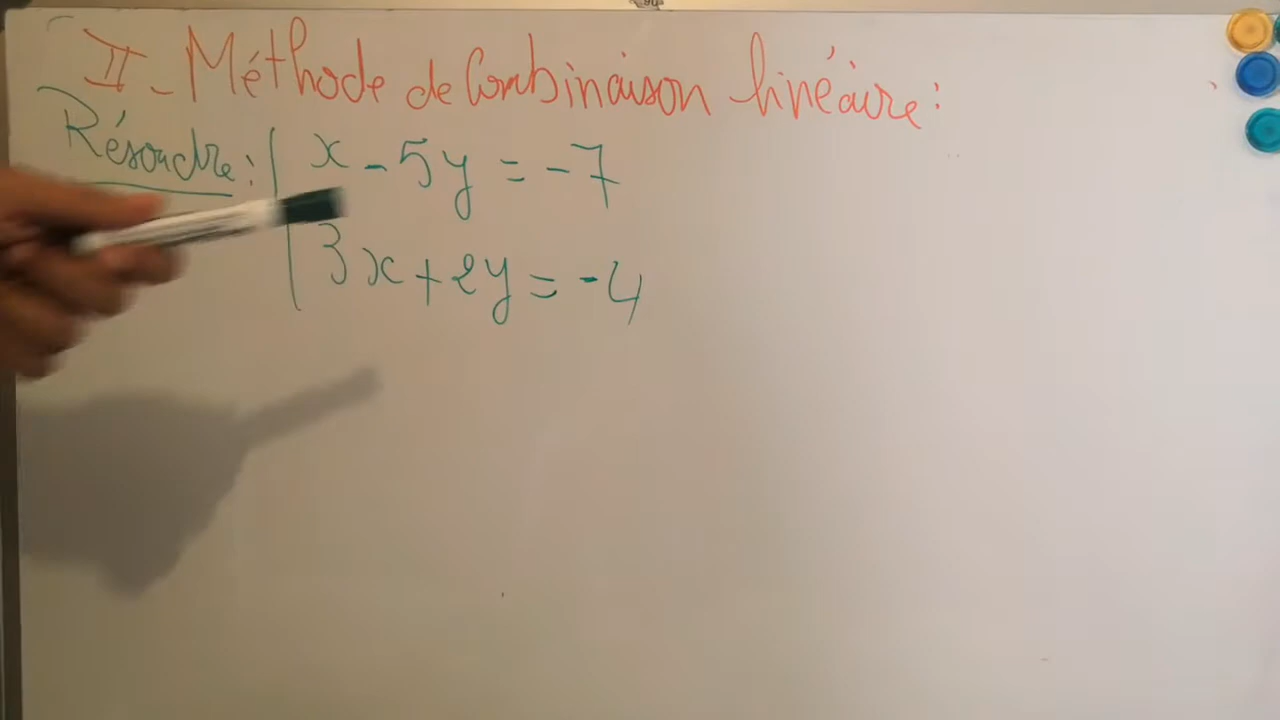 II - Méthode de Combinaison linéaire :
Résoudre : x - 5y = -7
3x + 2y = -4